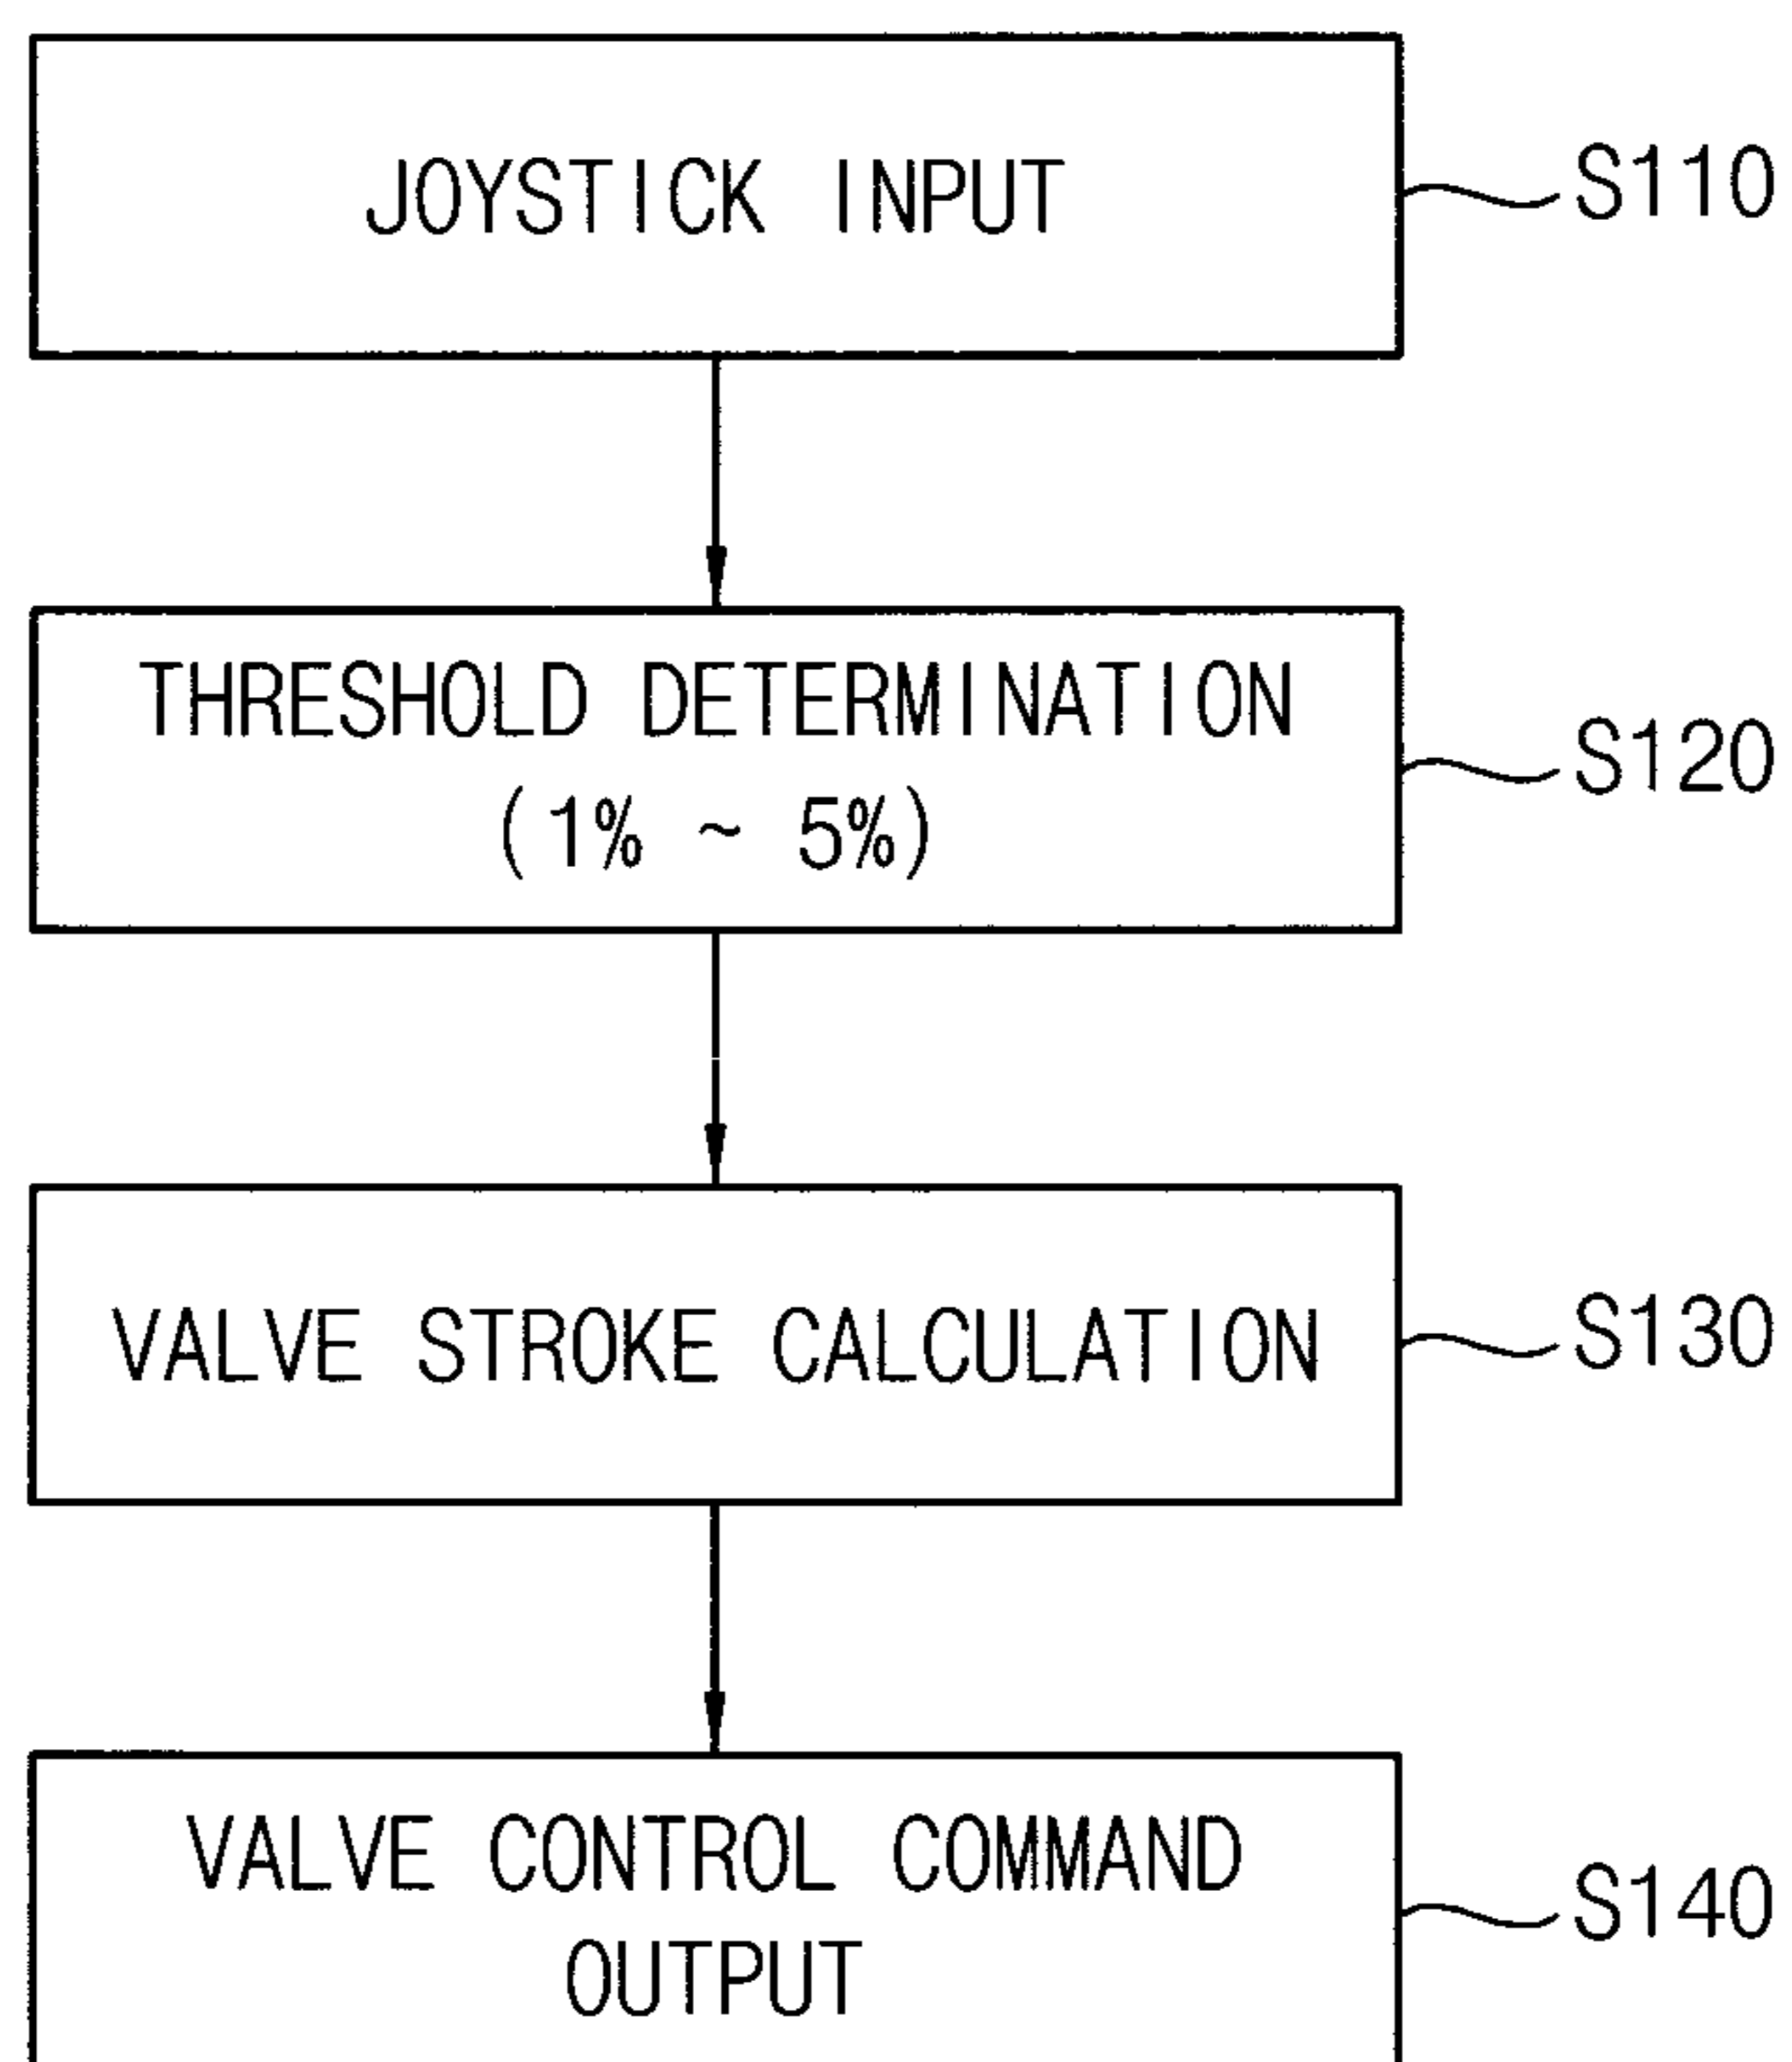 JOYSTICK INPUT
S110
THRESHOLD DETERMINATION
(1% ~ 5%)
S120
VALVE STROKE CALCULATION
S130
VALVE CONTROL COMMAND
OUTPUT
S140